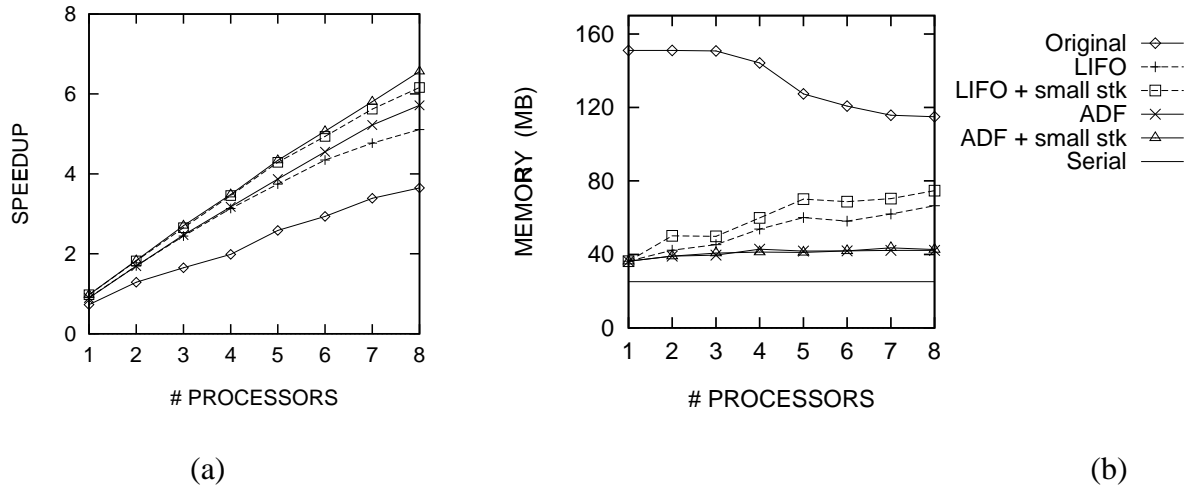 8
6
4
2
0
SPEEDUP
1 2 3 4 5 6 7 8
# PROCESSORS
(a)
160
120
80
40
0
MEMORY (MB)
1 2 3 4 5 6 7 8
# PROCESSORS
Original
LIFO
LIFO + small stk
ADF
ADF + small stk
Serial
(b)